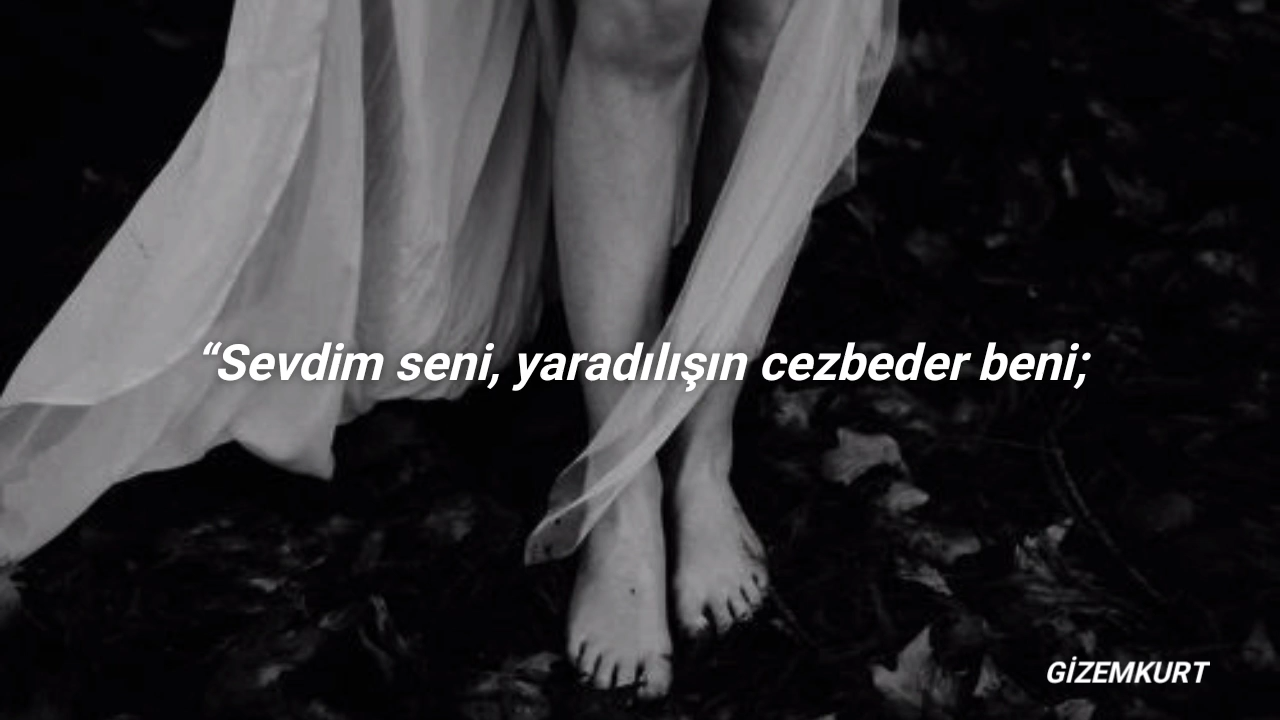 “Sevdim seni, yaradılışın cezbeder beni;
GİZEMKURT